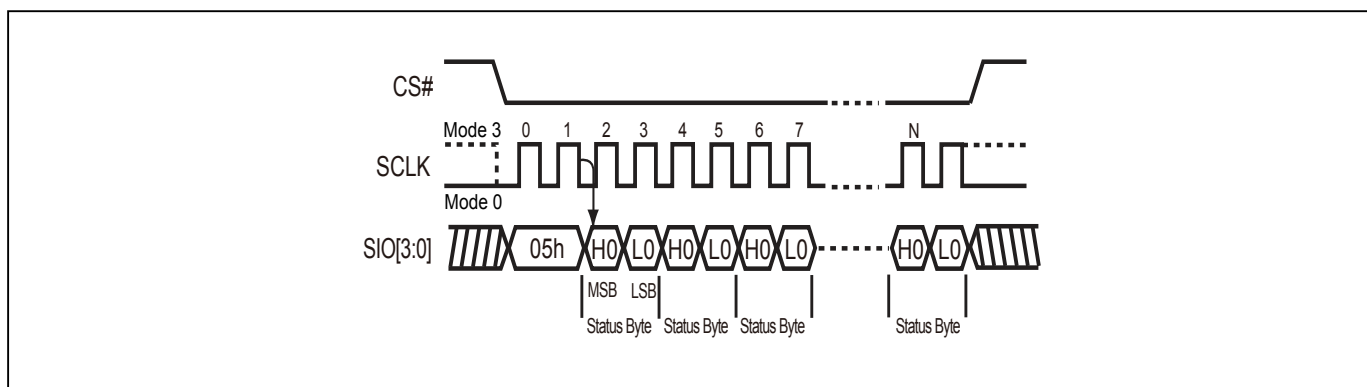 CS#
Mode 3 0 1 2 3 4 5 6 7 N
SCLK
Mode 0
SIO[3:0] 05h H0 L0 H0 L0 H0 L0 H0 L0
MSB LSB
Status Byte Status Byte Status Byte Status Byte